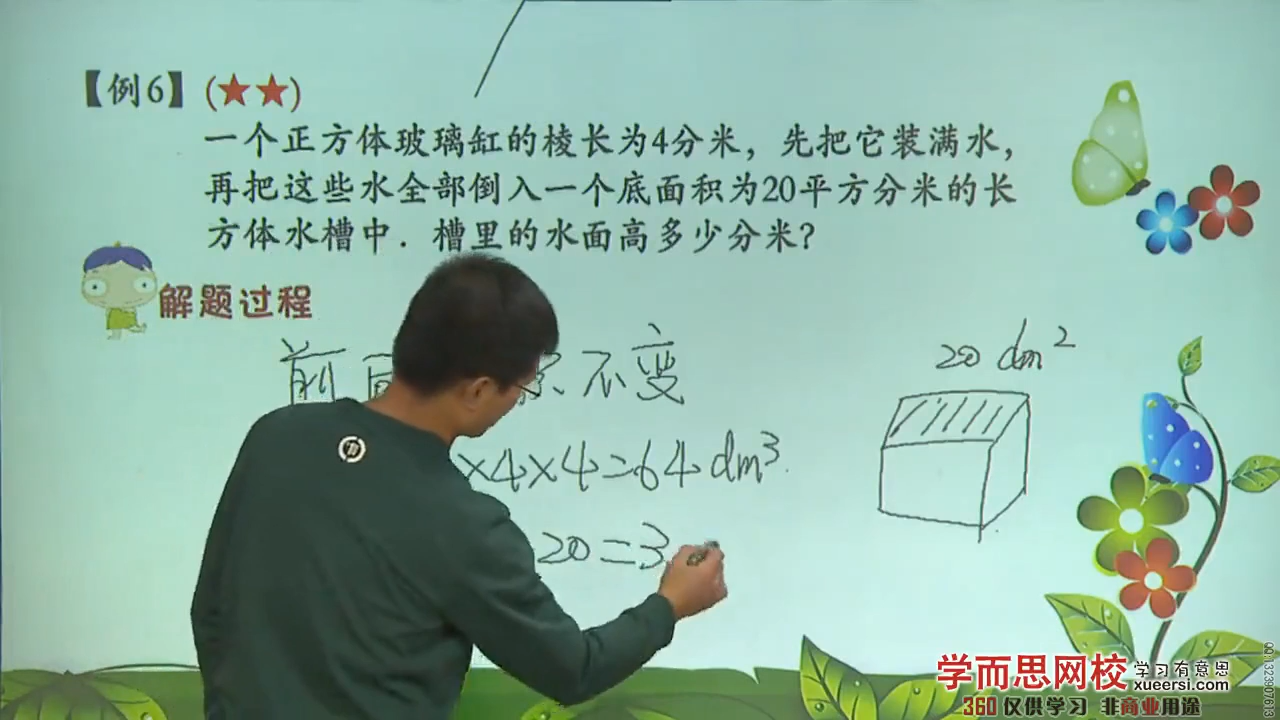 【例6】(★★)
一个正方体玻璃缸的棱长为4分米，先把它装满水，
再把这些水全部倒入一个底面积为20平方分米的长
方体水槽中．槽里的水面高多少分米？
解题过程
前 不变
20 dm²
×4×4=64 dm³.
20=3
学而思网校 学习有意思
xueersi.com
360 仅供学习 非商业用途